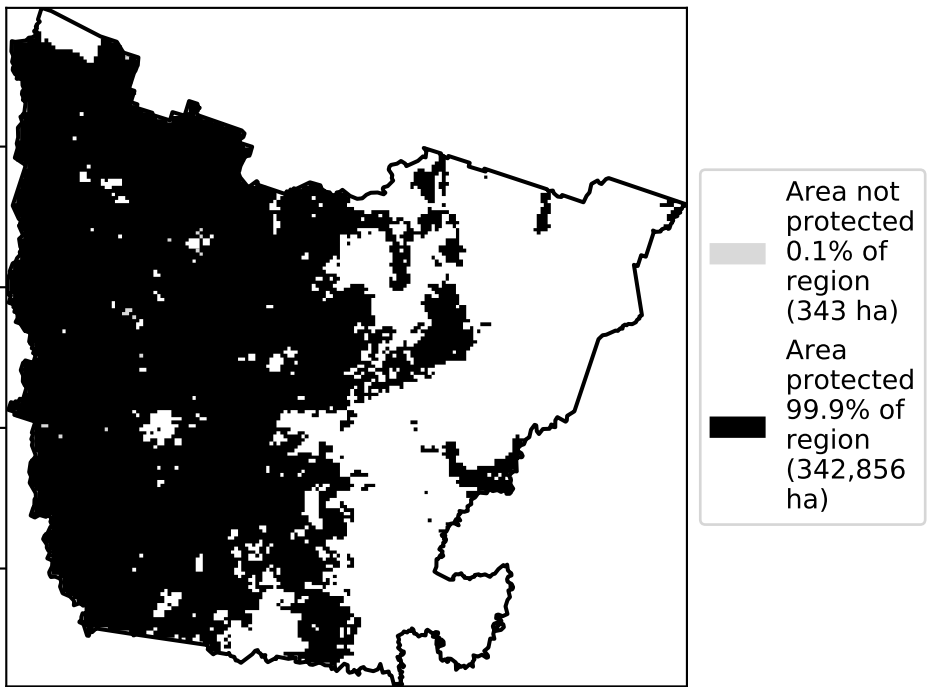 Area not
protected
0.1% of
region
(343 ha)
Area
protected
99.9% of
region
(342,856
ha)